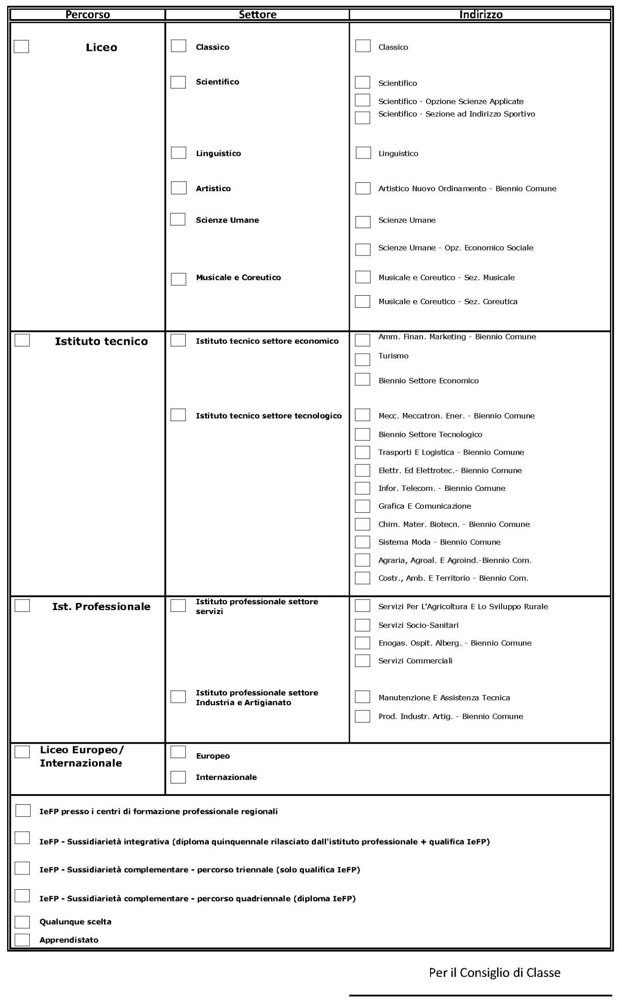 Percorso Settore Indirizzo
Liceo Classico Classico
Scientifico Scientifico
Scientifico - Opzione Scienze Applicate
Scientifico - Sezione ad Indirizzo Sportivo
Linguistico Linguistico
Artistico Artistico Nuovo Ordinamento - Biennio Comune
Scienze Umane Scienze Umane
Scienze Umane - Opz. Economico Sociale
Musicale e Coreutico Musicale e Coreutico - Sez. Musicale
Musicale e Coreutico - Sez. Coreutica
Istituto tecnico Istituto tecnico settore economico Amm. Finan. Marketing - Biennio Comune
Turismo
Biennio Settore Economico
Istituto tecnico settore tecnologico Mecc. Meccatron. Ener. - Biennio Comune
Biennio Settore Tecnologico
Trasporti E Logistica - Biennio Comune
Elettr. Ed Elettrotec.- Biennio Comune
Infor. Telecom. - Biennio Comune
Grafica E Comunicazione
Chim. Mater. Biotecn. - Biennio Comune
Sistema Moda - Biennio Comune
Agraria, Agroal. E Agroind.-Biennio Com.
Costr., Amb. E Territorio - Biennio Com.
Ist. Professionale Istituto professionale settore
servizi
Servizi Per L'Agricoltura E Lo Sviluppo Rurale
Servizi Socio-Sanitari
Enogas. Ospit. Alberg. - Biennio Comune
Servizi Commerciali
Istituto professionale settore
Industria e Artigianato
Manutenzione E Assistenza Tecnica
Prod. Industr. Artig. - Biennio Comune
Liceo Europeo/
Internazionale
Europeo
Internazionale
IeFP presso i centri di formazione professionale regionali
IeFP - Sussidiarietà integrativa (diploma quinquennale rilasciato dall'istituto professionale + qualifica IeFP)
IeFP - Sussidiarietà complementare - percorso triennale (solo qualifica IeFP)
IeFP - Sussidiarietà complementare - percorso quadriennale (diploma IeFP)
Qualunque scelta
Apprendistato
Per il Consiglio di Classe